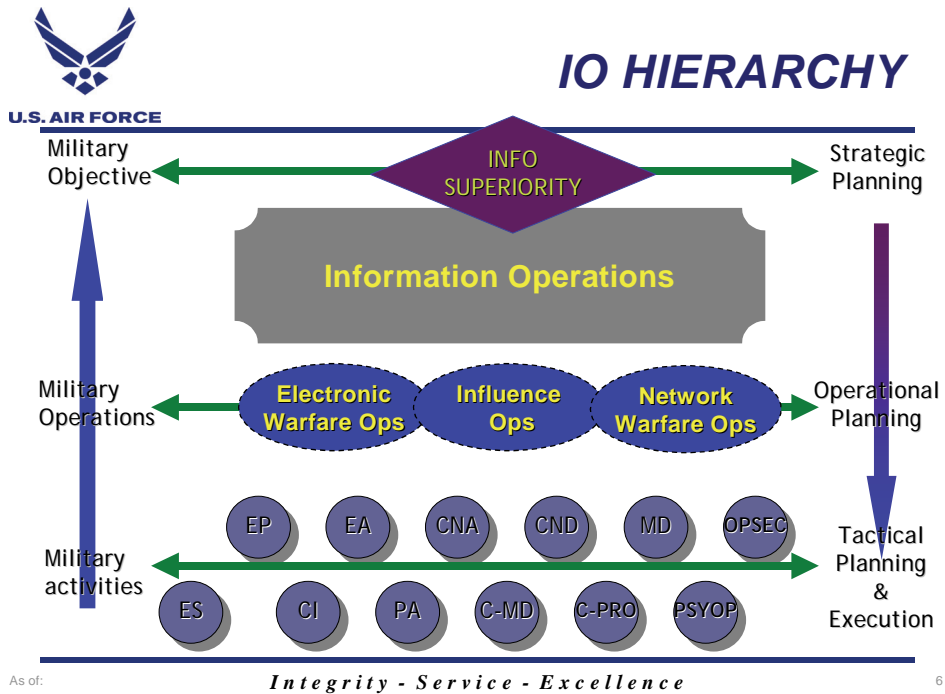 U.S. AIR FORCE
IO HIERARCHY
Military
Objective
INFO
SUPERIORITY
Strategic
Planning
Information Operations
Military
Operations
Electronic
Warfare Ops
Influence
Ops
Network
Warfare Ops
Operational
Planning
EP
EA
CNA
CND
MD
OPSEC
Military
activities
Tactical
Planning
&
Execution
ES
CI
PA
C-MD
C-PRO
PSYOP
As of:
Integrity - Service - Excellence
6